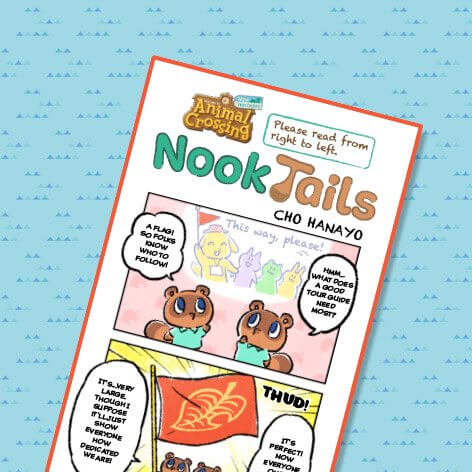 Animal
Crossing
Please read from
right to left.
Nook Tails
CHO HANAYO
This way, please!
HMM...
WHAT DOES
A GOOD
TOUR GUIDE
NEED
MOST?
A FLAG!
SO FOLKS
KNOW
WHO TO
FOLLOW!
THUD!
IT'S
PERFECT!
NOW
EVERYONE
IT'S...VERY
LARGE,
THOUGH I
SUPPOSE
IT'LL JUST
SHOW
EVERYONE
HOW
DEDICATED
WE ARE!